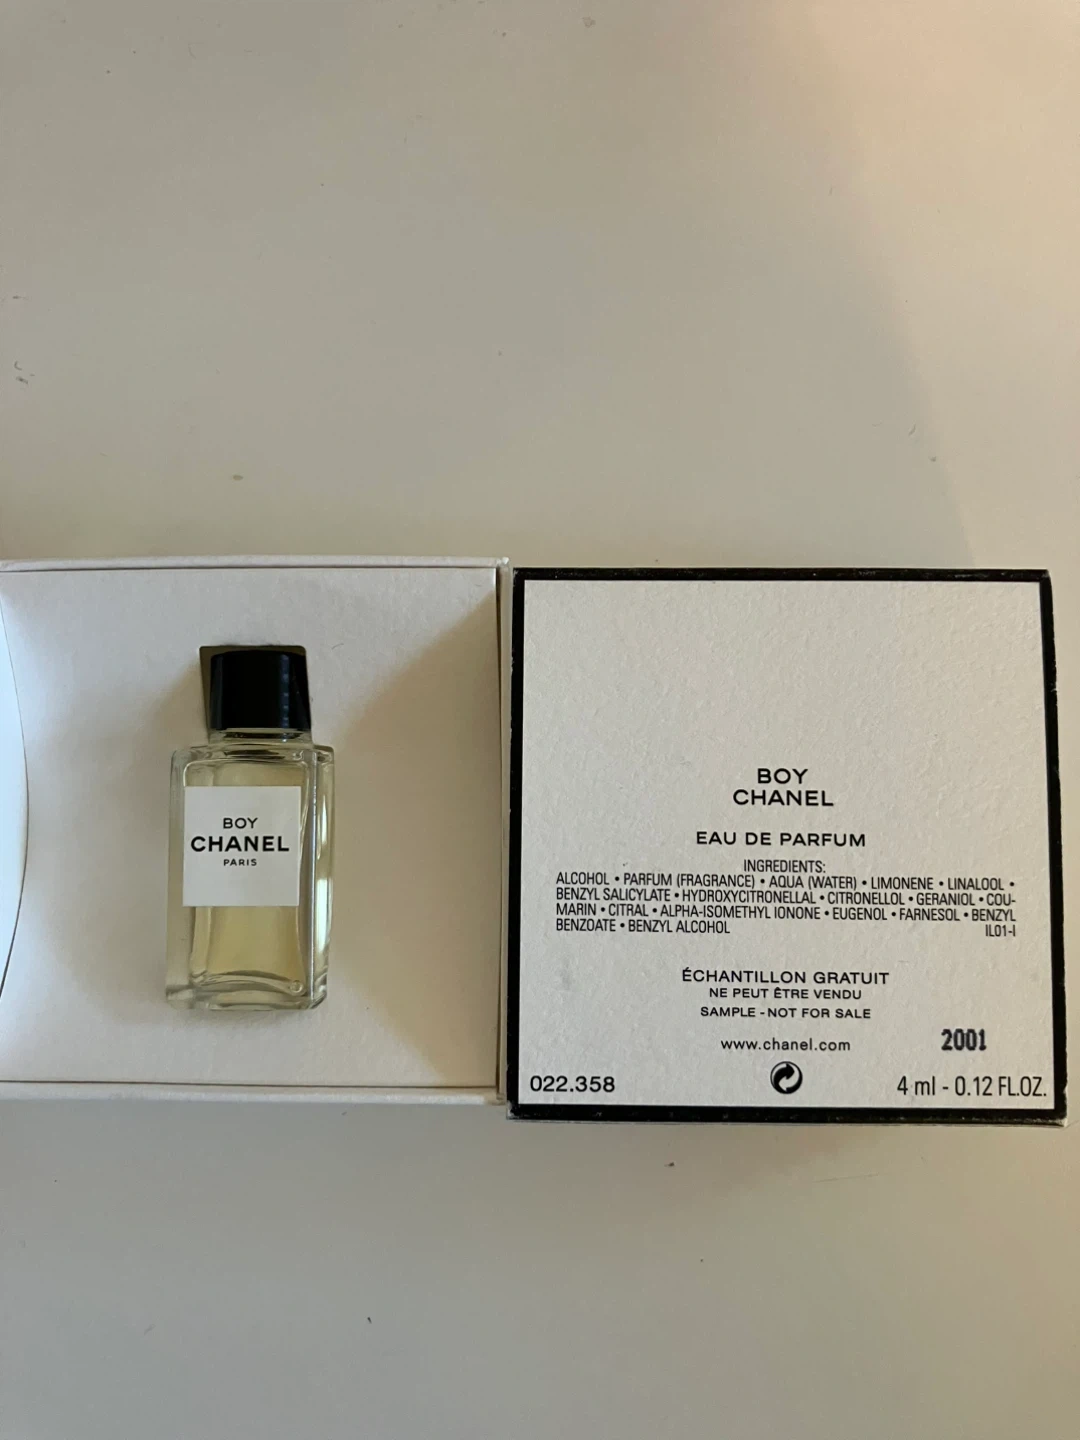 BOY
CHANEL
PARIS
BOY
CHANEL
EAU DE PARFUM
INGREDIENTS:
ALCOHOL • PARFUM (FRAGRANCE) • AQUA (WATER) • LIMONENE • LINALOOL •
BENZYL SALICYLATE • HYDROXYCITRONELLAL • CITRONELLOL • GERANIOL • COU-
MARIN • CITRAL • ALPHA-ISOMETHYL IONONE • EUGENOL • FARNESOL • BENZYL
BENZOATE • BENZYL ALCOHOL IL01-I
ÉCHANTILLON GRATUIT
NE PEUT ÊTRE VENDU
SAMPLE - NOT FOR SALE
www.chanel.com
2001
022.358
4 ml - 0.12 FL.OZ.